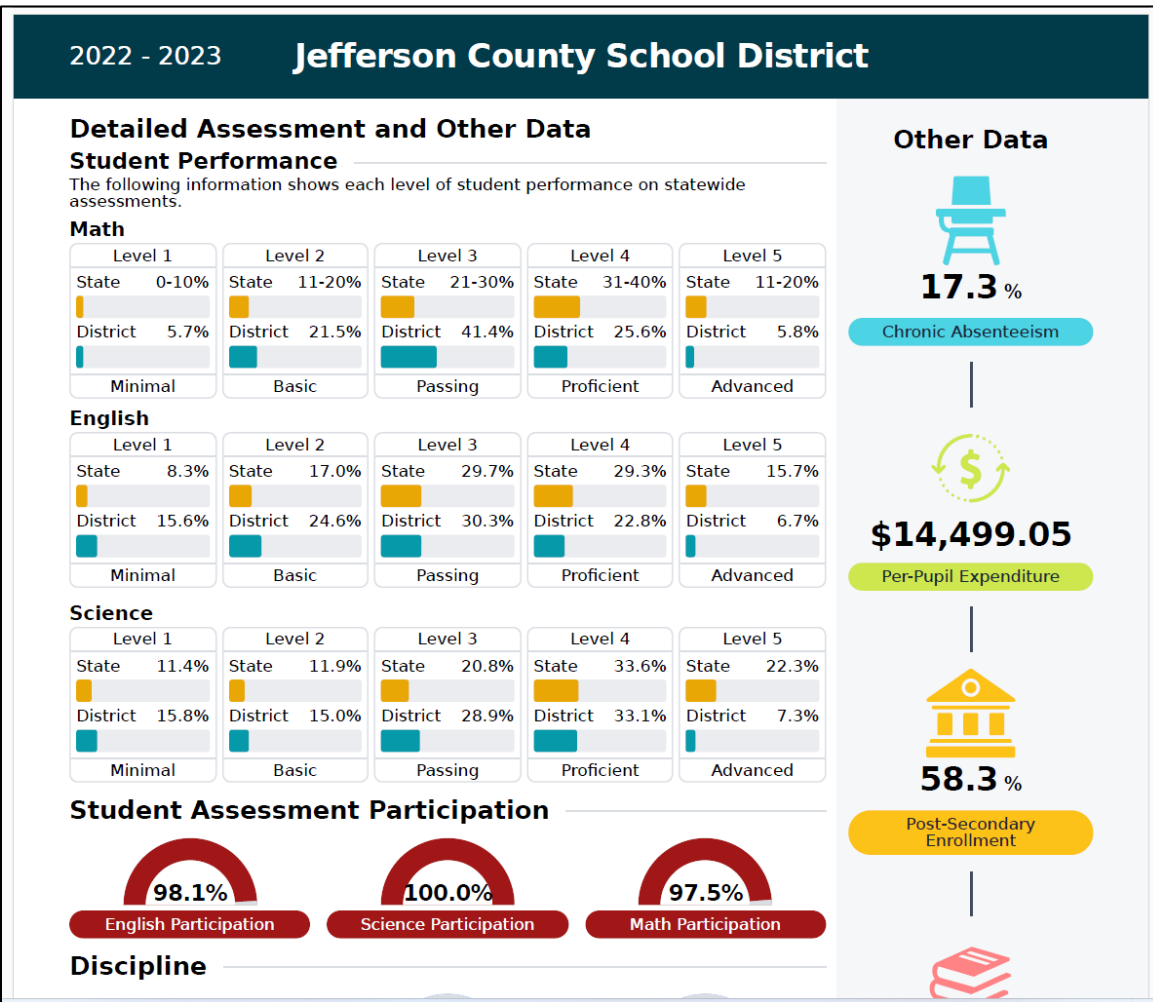 2022 - 2023 Jefferson County School District
Detailed Assessment and Other Data
Student Performance
The following information shows each level of student performance on statewide
assessments.
Math
Level 1 Level 2 Level 3 Level 4 Level 5
State 0-10% State 11-20% State 21-30% State 31-40% State 11-20%
District 5.7% District 21.5% District 41.4% District 25.6% District 5.8%
Minimal Basic Passing Proficient Advanced
English
Level 1 Level 2 Level 3 Level 4 Level 5
State 8.3% State 17.0% State 29.7% State 29.3% State 15.7%
District 15.6% District 24.6% District 30.3% District 22.8% District 6.7%
Minimal Basic Passing Proficient Advanced
Science
Level 1 Level 2 Level 3 Level 4 Level 5
State 11.4% State 11.9% State 20.8% State 33.6% State 22.3%
District 15.8% District 15.0% District 28.9% District 33.1% District 7.3%
Minimal Basic Passing Proficient Advanced
Student Assessment Participation
98.1% 100.0% 97.5%
English Participation Science Participation Math Participation
Discipline
Other Data
17.3 %
Chronic Absenteeism
$
$14,499.05
Per-Pupil Expenditure
58.3 %
Post-Secondary
Enrollment